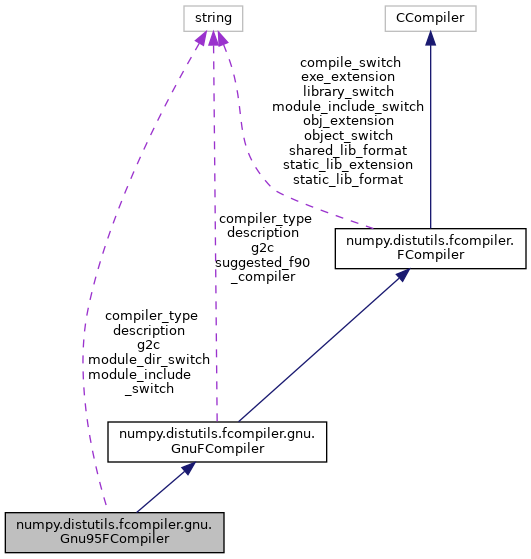 string
CCompiler
compile_switch
exe_extension
library_switch
module_include_switch
obj_extension
object_switch
shared_lib_format
static_lib_extension
static_lib_format
compiler_type
description
g2c
suggested_f90
_compiler
numpy.distutils.fcompiler.
FCompiler
compiler_type
description
g2c
module_dir_switch
module_include
_switch
numpy.distutils.fcompiler.gnu.
GnuFCompiler
numpy.distutils.fcompiler.gnu.
Gnu95FCompiler